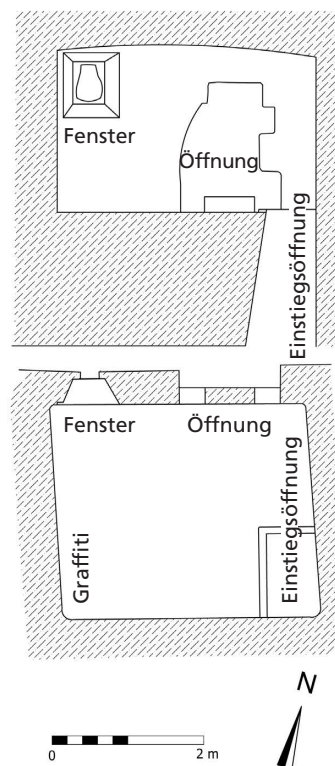 Fenster
Öffnung
Einstiegsöffnung
Fenster
Öffnung
Einstiegsöffnung
Graffiti
N
0
2 m